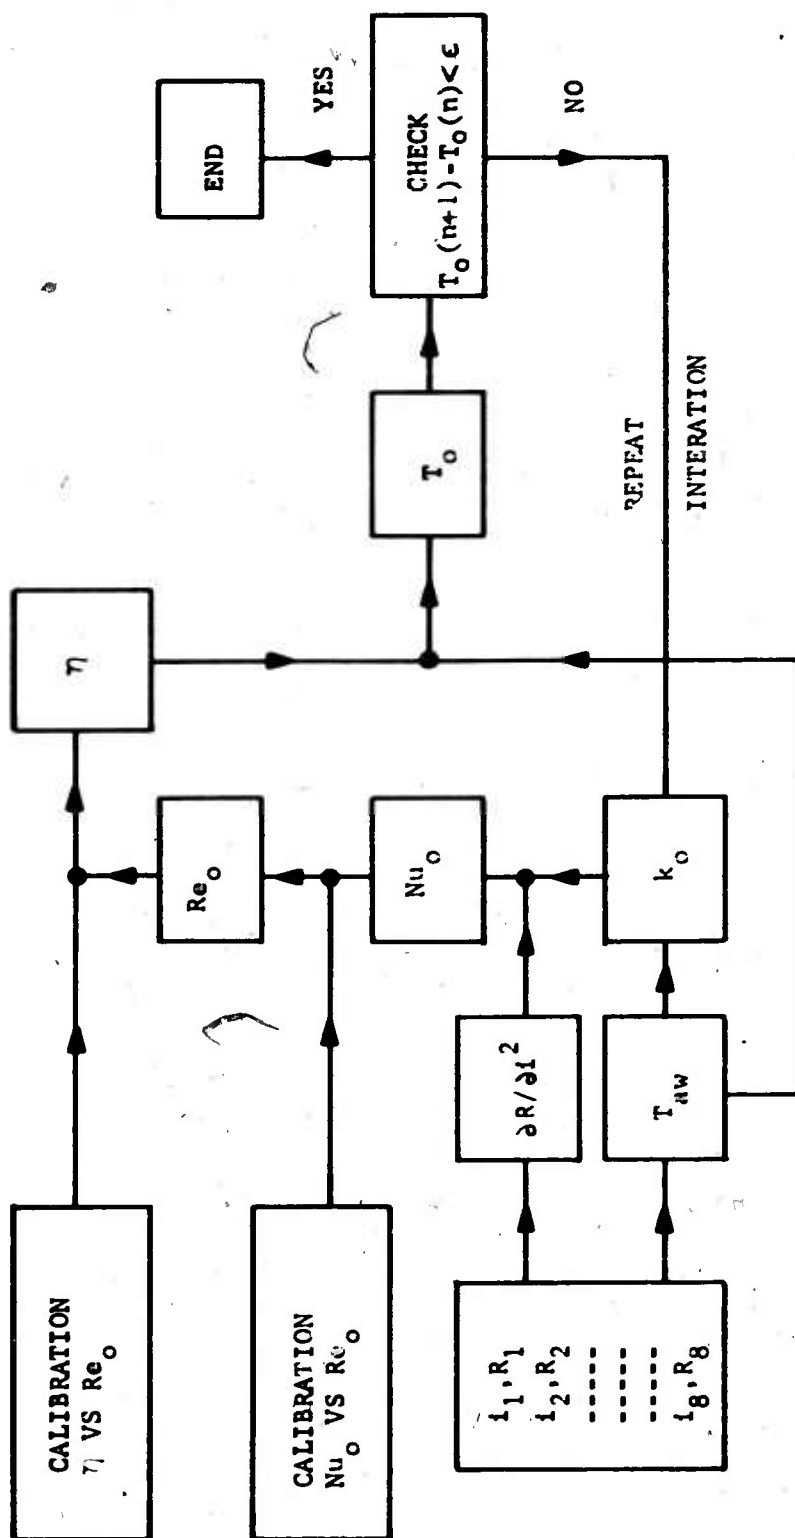 CALIBRATION
η VS Re₀
CALIBRATION
Nu₀ VS Re₀
i₁,R₁
i₂,R₂
-----
-----
-----
i₈,R₈
∂R/∂i²
T_aw
k₀
Nu₀
Re₀
η
T₀
CHECK
T₀(n+1)-T₀(n)<ε
YES
END
NO
REPEAT
INTERATION